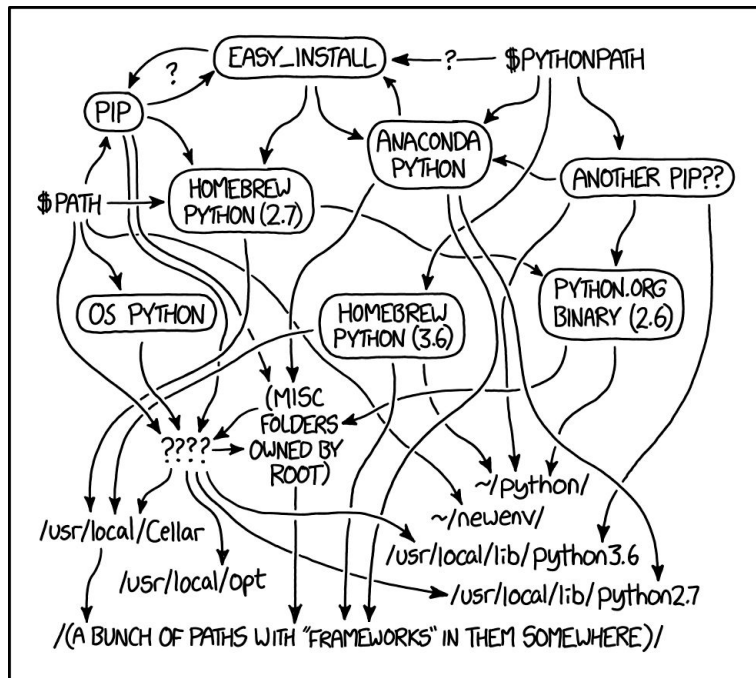 EASY_INSTALL
?
$PYTHONPATH
?
PIP
ANACONDA
PYTHON
ANOTHER PIP??
HOMEBREW
PYTHON (2.7)
$PATH
OS PYTHON
HOMEBREW
PYTHON (3.6)
PYTHON.ORG
BINARY (2.6)
(MISC
FOLDERS
OWNED BY
ROOT)
????
~/python/
~/newenv/
/usr/local/Cellar
/usr/local/lib/python3.6
/usr/local/opt
/usr/local/lib/python2.7
/(A BUNCH OF PATHS WITH "FRAMEWORKS" IN THEM SOMEWHERE)/